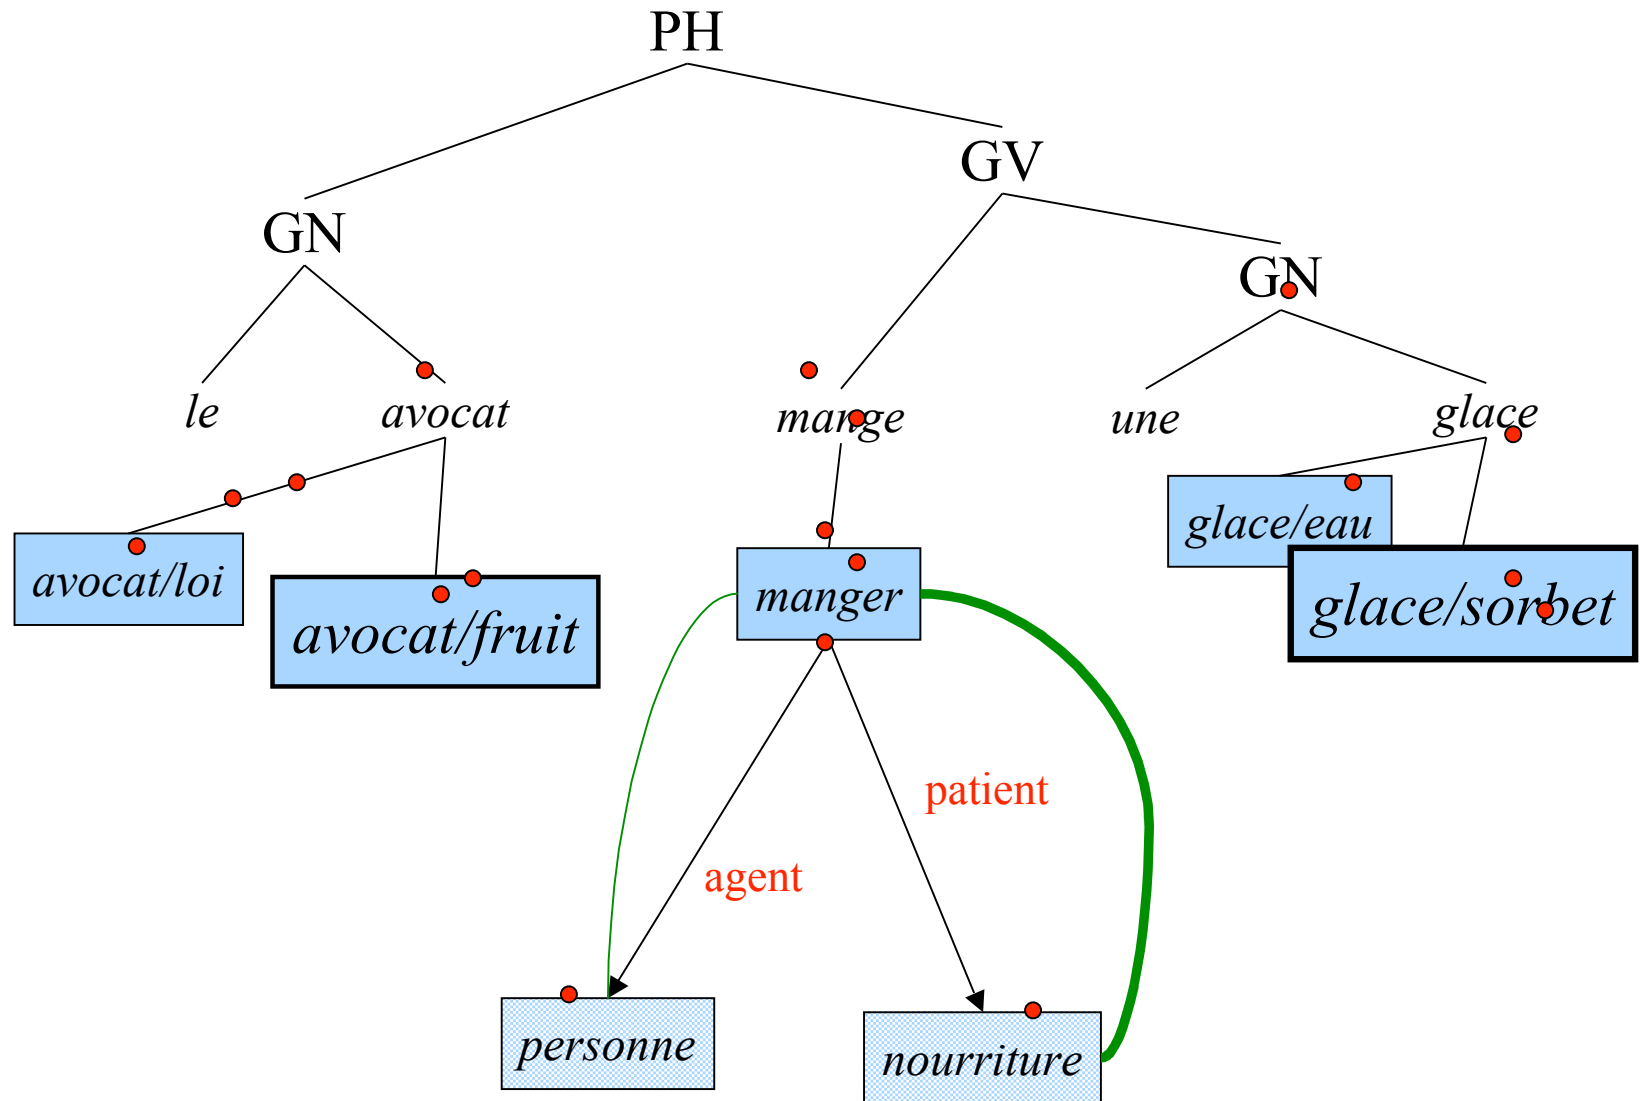 PH
GV
GN
GN
le
avocat
mange
une
glace
glace/eau
avocat/loi
manger
glace/sorbet
avocat/fruit
patient
agent
personne
nourriture